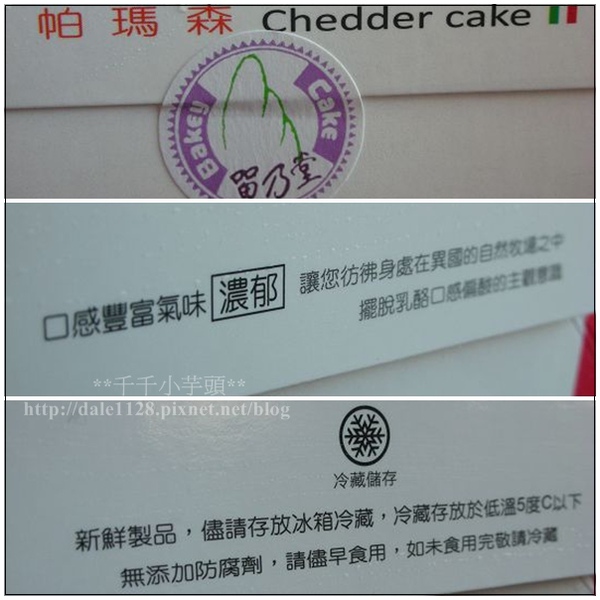 帕瑪森 Chedder cake
Bakey Cake
留乃堂
口感豐富氣味 濃郁
讓您彷彿身處在異國的自然牧場之中
擺脫乳酪口感偏酸的主觀意識
**千千小芋頭**
http://dale1128.pixnet.net/blog
冷藏儲存
新鮮製品，儘請存放冰箱冷藏，冷藏存放於低溫5度C以下
無添加防腐劑，請儘早食用，如未食用完敬請冷藏